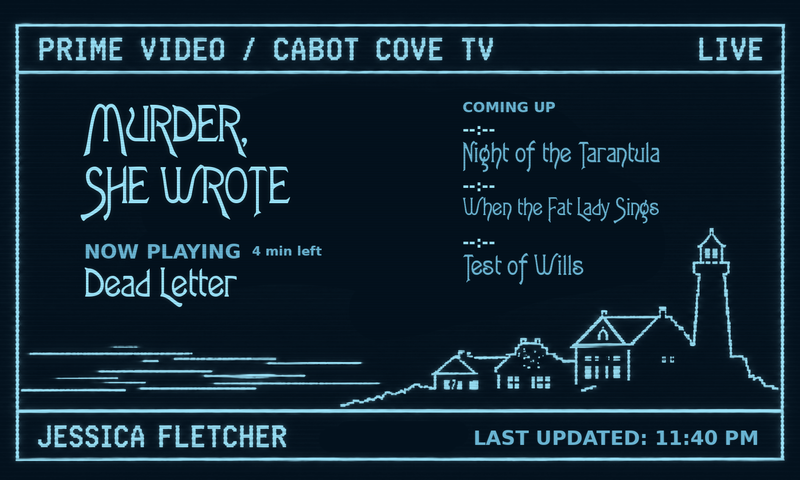 PRIME VIDEO / CABOT COVE TV
LIVE
MURDER,
SHE WROTE
NOW PLAYING 4 min left
Dead Letter
COMING UP
--:--
Night of the Tarantula
--:--
When the Fat Lady Sings
--:--
Test of Wills
JESSICA FLETCHER
LAST UPDATED: 11:40 PM